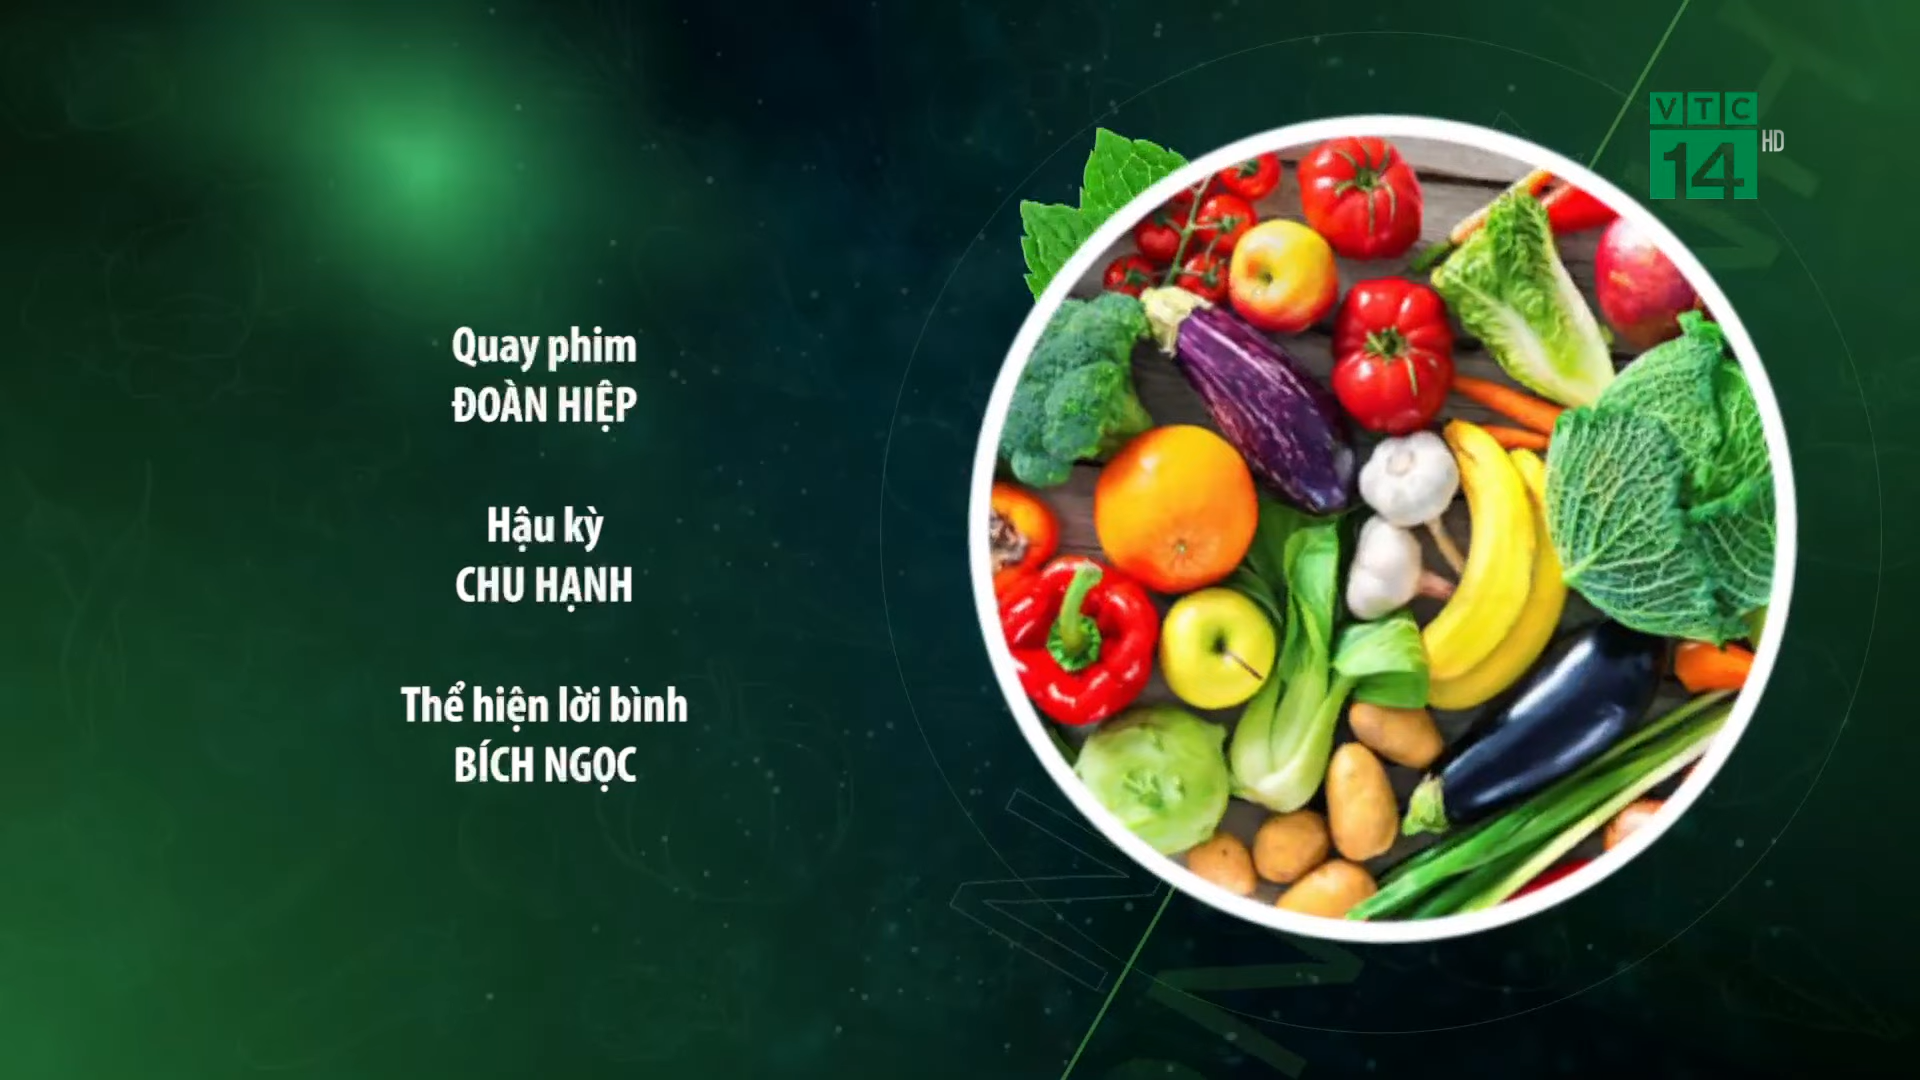 Quay phim
ĐOÀN HIỆP
Hậu kỳ
CHU HẠNH
Thể hiện lời bình
BÍCH NGỌC
VTC
14 HD